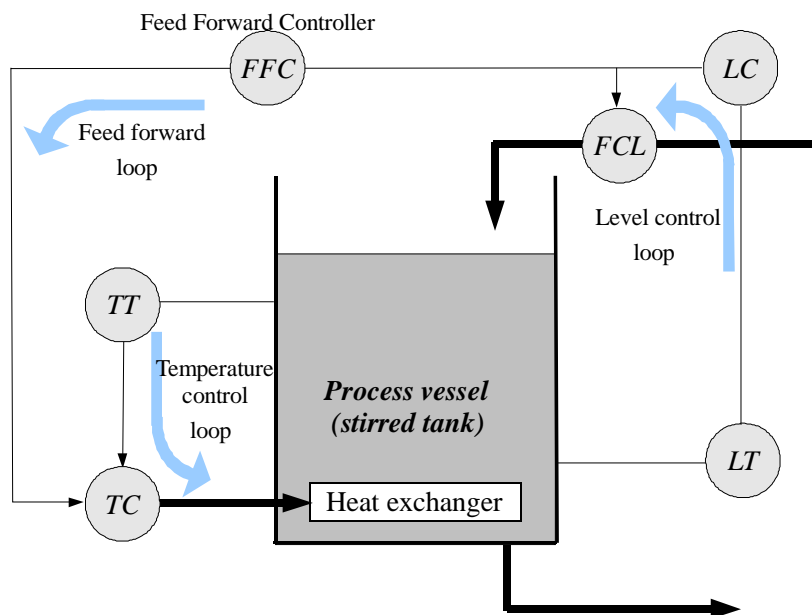 Feed Forward Controller
FFC
LC
FCL
Feed forward
loop
Level control
loop
TT
Temperature
control
loop
Process vessel
(stirred tank)
LT
TC
Heat exchanger